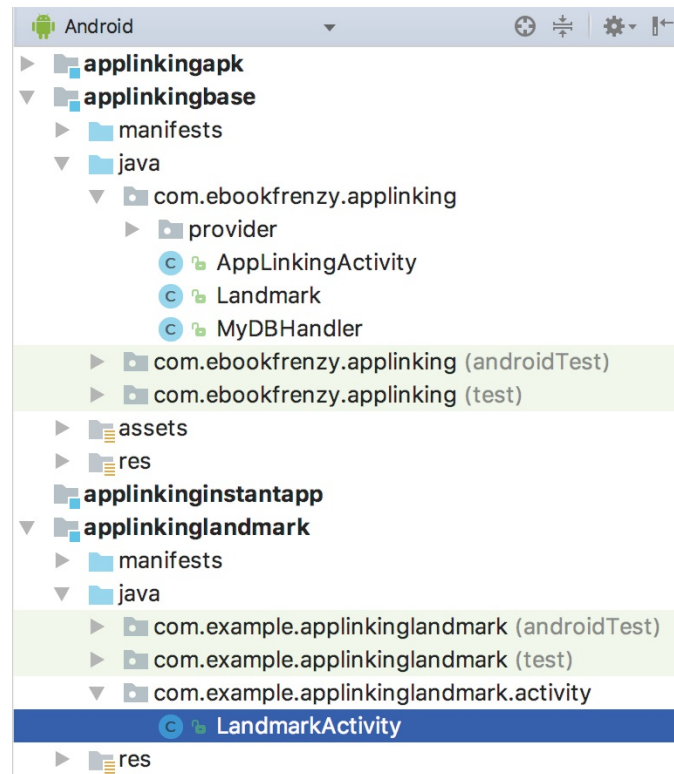 Android
applinkingapk
applinkingbase
manifests
java
com.ebookfrenzy.applinking
provider
C AppLinkingActivity
C Landmark
C MyDBHandler
com.ebookfrenzy.applinking (androidTest)
com.ebookfrenzy.applinking (test)
assets
res
applinkinginstantapp
applinkinglandmark
manifests
java
com.example.applinkinglandmark (androidTest)
com.example.applinkinglandmark (test)
com.example.applinkinglandmark.activity
C LandmarkActivity
res